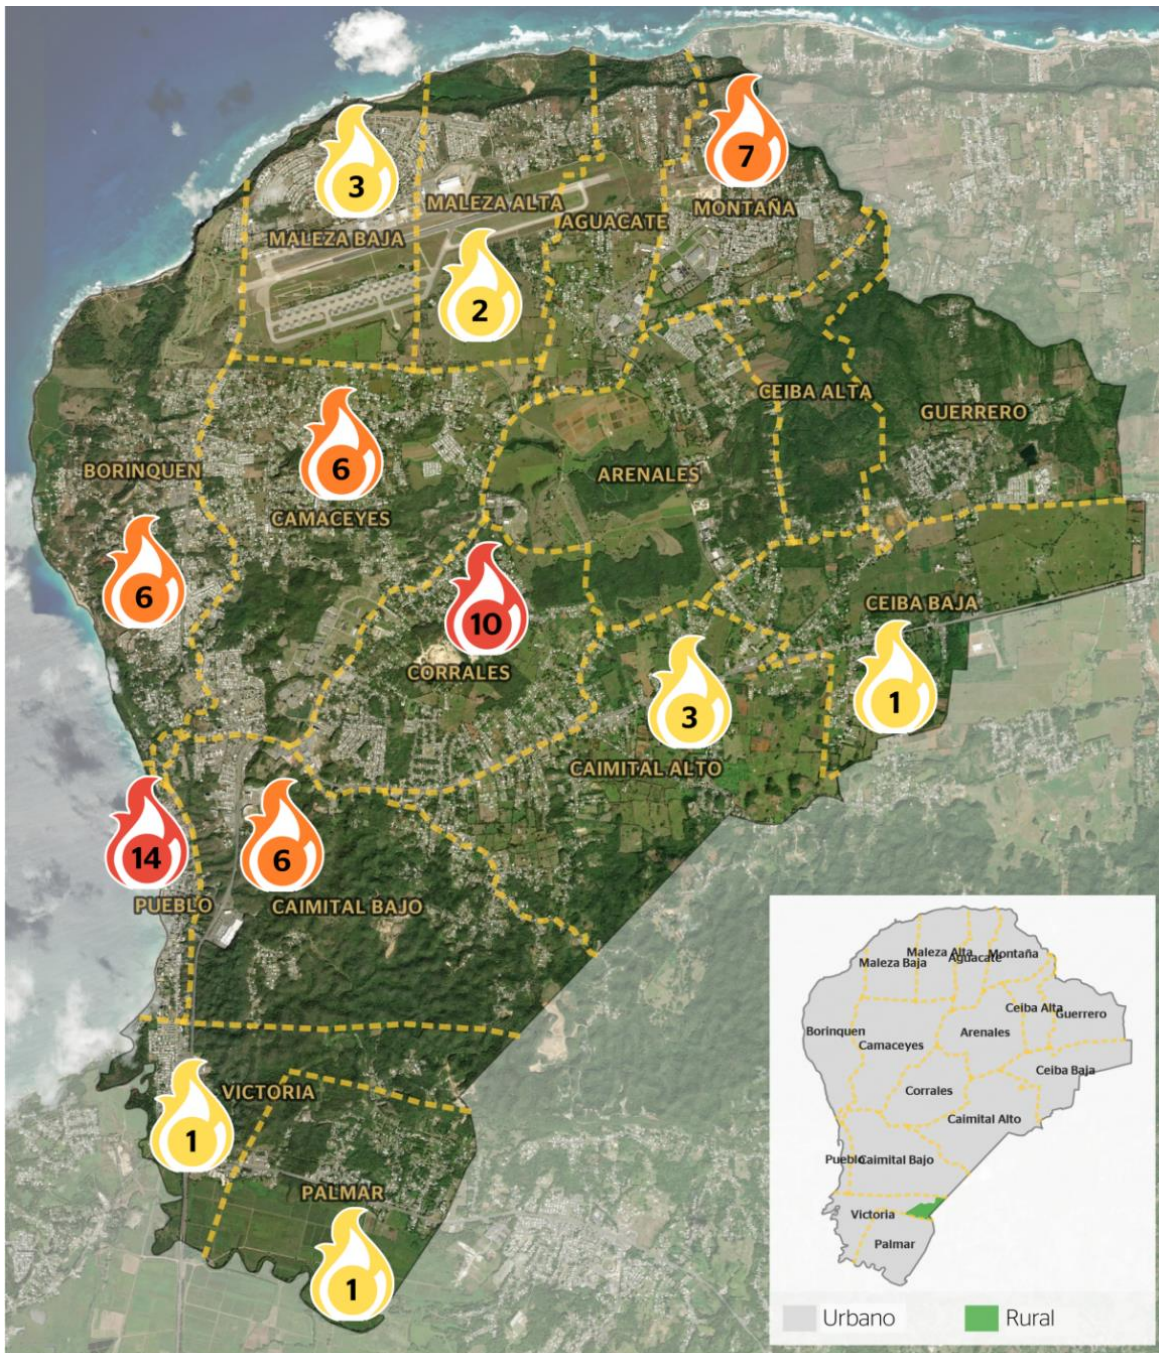 7
3
MALEZA ALTA
MONTAÑA
AGUACATE
MALEZA BAJA
2
CEIBA ALTA
GUERRERO
6
BORINQUEN
ARENALES
CAMACEYES
6
10
CEIBA BAJA
CORRALES
3
1
CAIMITAL ALTO
14
6
PUEBLO
CAIMITAL BAJO
VICTORIA
1
PALMAR
1
Maleza Alta
Montaña
Aguacate
Maleza Baja
Ceiba Alta
Guerrero
Borinquen
Arenales
Camaceyes
Ceiba Baja
Corrales
Caimital Alto
Pueblo
Caimital Bajo
Victoria
Palmar
Urbano
Rural